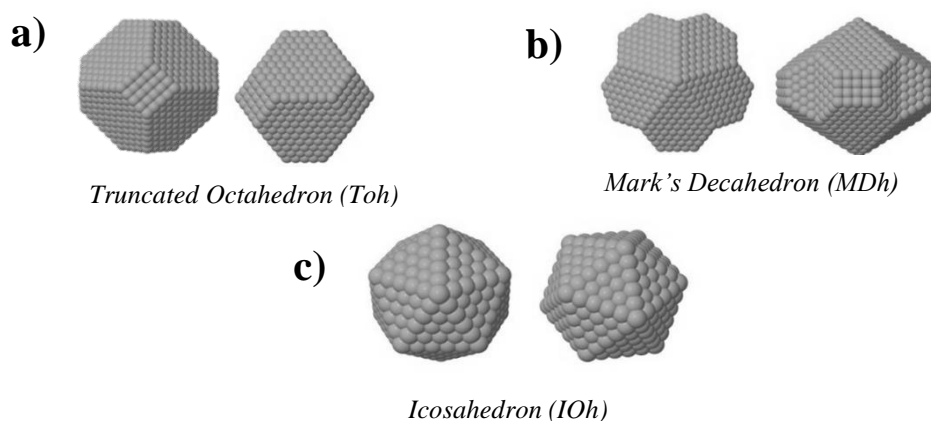 a)
b)
Truncated Octahedron (Toh)
Mark's Decahedron (MDh)
c)
Icosahedron (IOh)